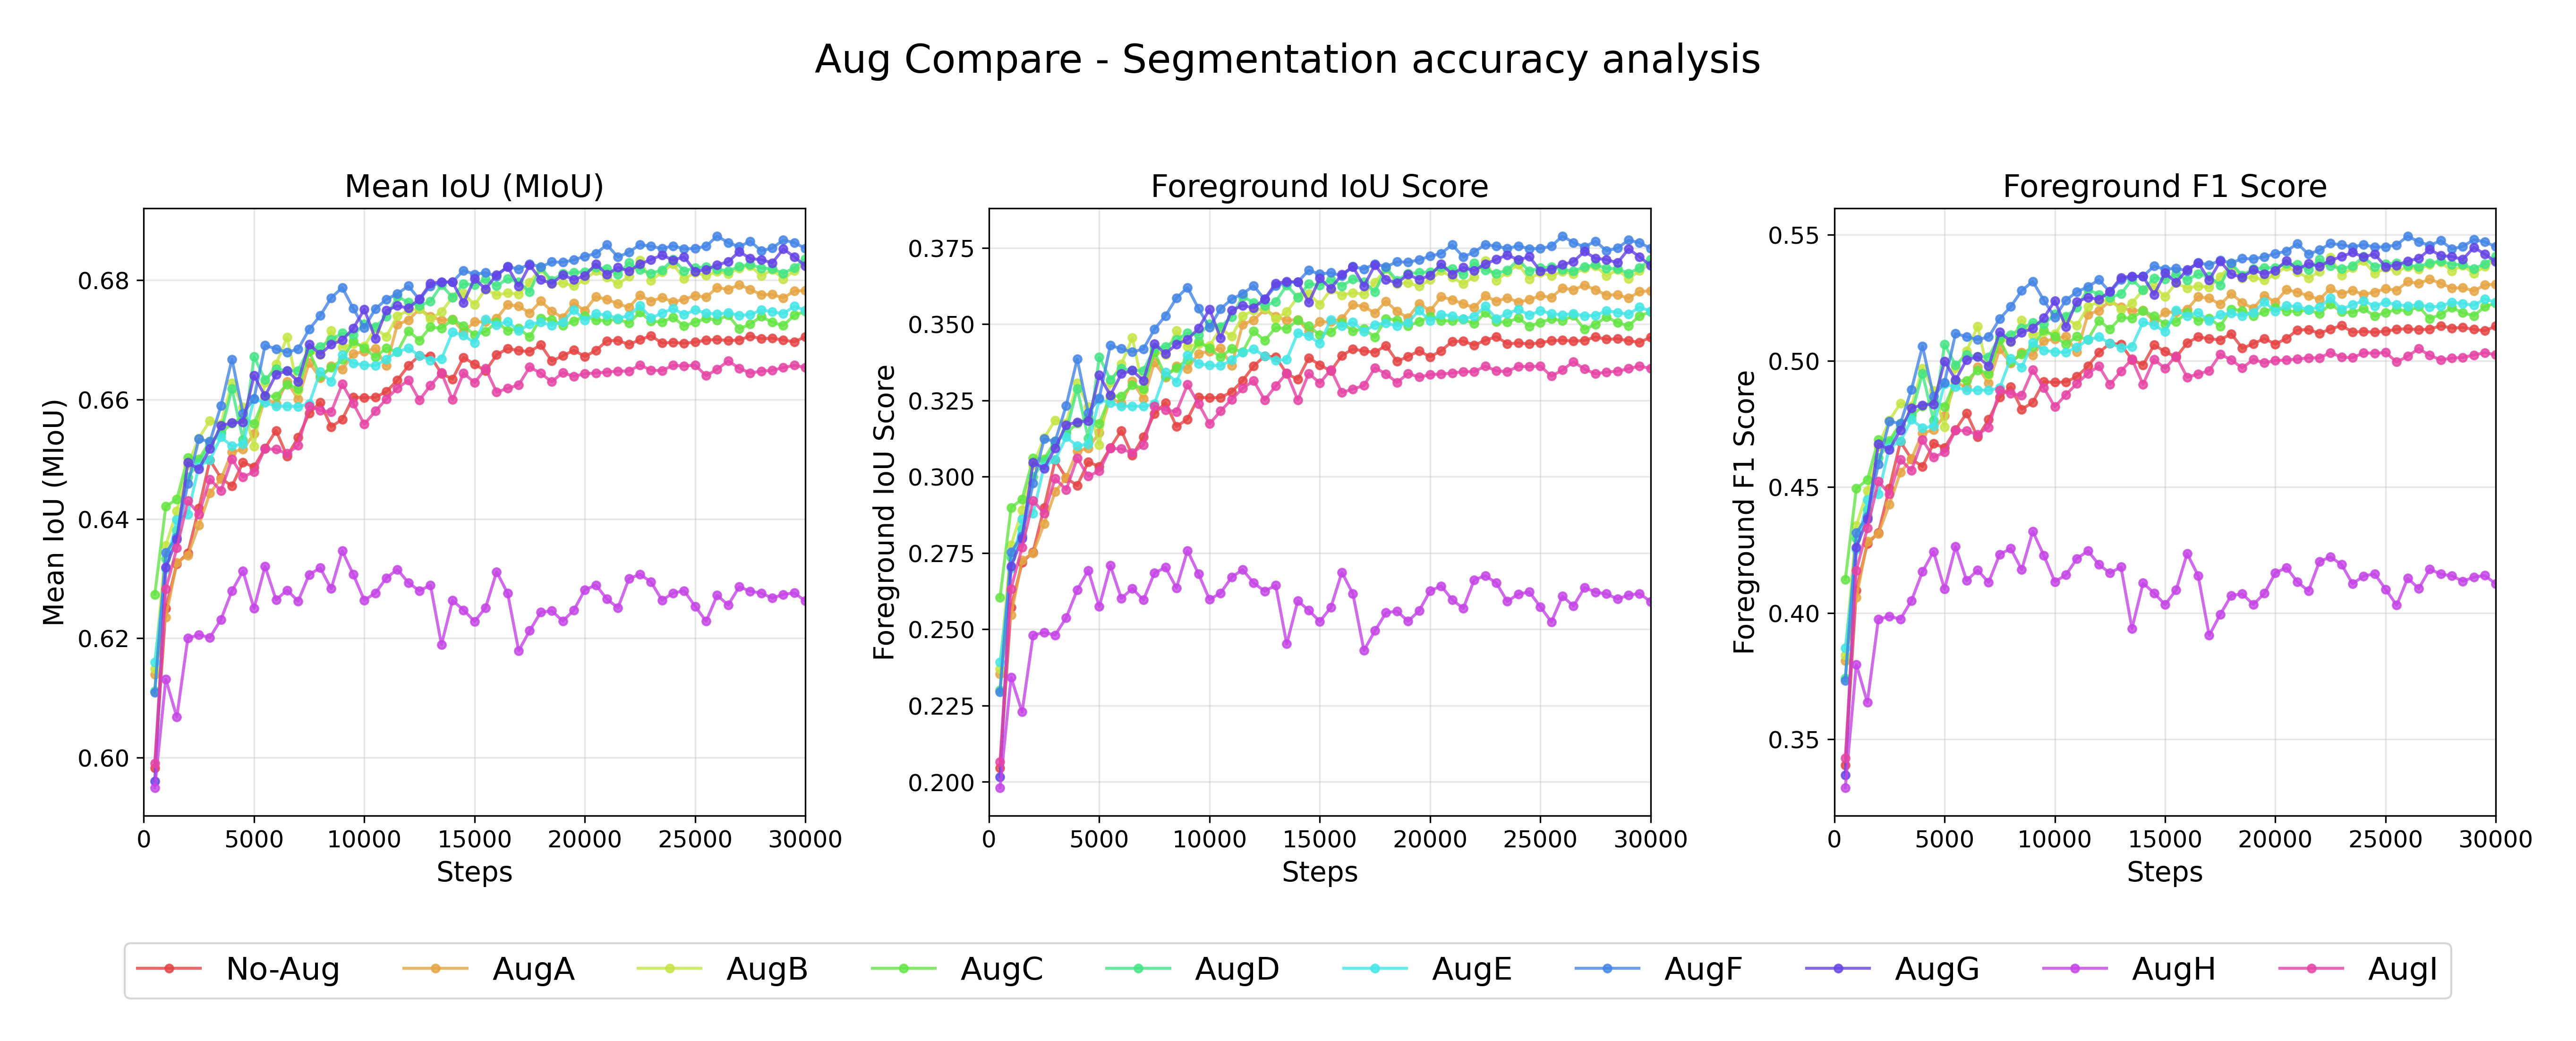 Aug Compare - Segmentation accuracy analysis
Mean IoU (MIoU)
Mean IoU (MIoU)
0.68
0.66
0.64
0.62
0.60
0 5000 10000 15000 20000 25000 30000
Steps
Foreground IoU Score
Foreground IoU Score
0.375
0.350
0.325
0.300
0.275
0.250
0.225
0.200
0 5000 10000 15000 20000 25000 30000
Steps
Foreground F1 Score
Foreground F1 Score
0.55
0.50
0.45
0.40
0.35
0 5000 10000 15000 20000 25000 30000
Steps
No-Aug AugA AugB AugC AugD AugE AugF AugG AugH AugI